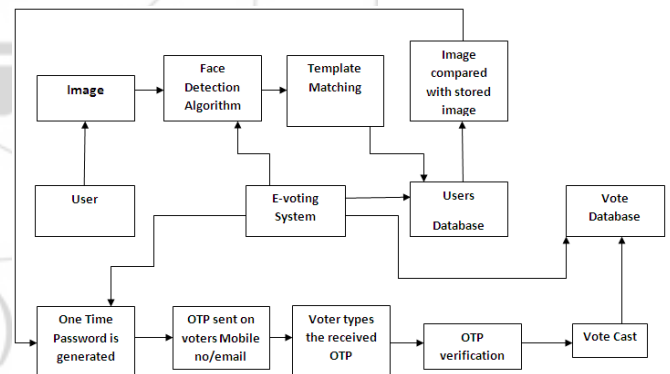 Image
Face
Detection
Algorithm
Template
Matching
Image
compared
with stored
image
User
E-voting
System
Users
Database
Vote
Database
One Time
Password is
generated
OTP sent on
voters Mobile
no/email
Voter types
the received
OTP
OTP
verification
Vote Cast